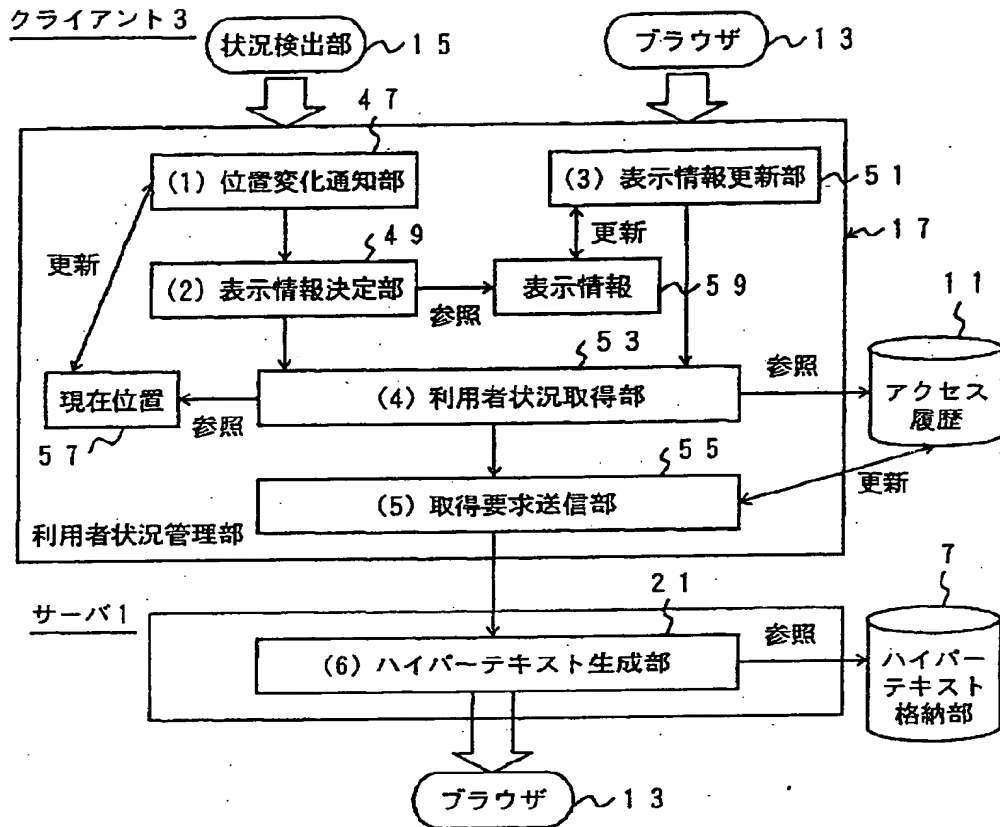 クライアント3
状況検出部
15
ブラウザ
13
47
(1) 位置変化通知部
(3) 表示情報更新部
51
17
更新
更新
49
(2) 表示情報決定部
参照
表示情報
59
11
53
(4) 利用者状況取得部
参照
現在位置
参照
57
アクセス
履歴
55
(5) 取得要求送信部
更新
利用者状況管理部
サーバ1
21
7
(6) ハイパーテキスト生成部
参照
ハイパー
テキスト
格納部
ブラウザ
13